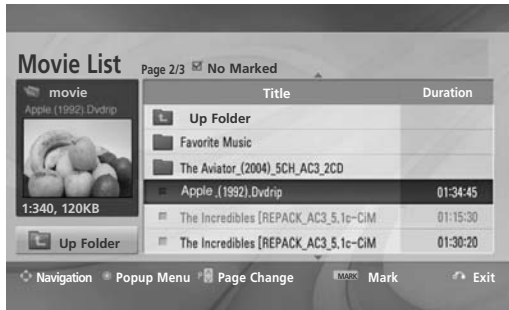 Movie List Page 2/3 No Marked
movie
Apple.(1992).Dvdrip
1:340, 120KB
Up Folder
Title Duration
Up Folder
Favorite Music
The Aviator_(2004)_5CH_AC3_2CD
Apple .(1992).Dvdrip 01:34:45
The Incredibles [REPACK_AC3_5.1c-CiM 01:15:30
The Incredibles [REPACK_AC3_5.1c-CiM 01:30:20
Navigation Popup Menu P Page Change MARK Mark Exit